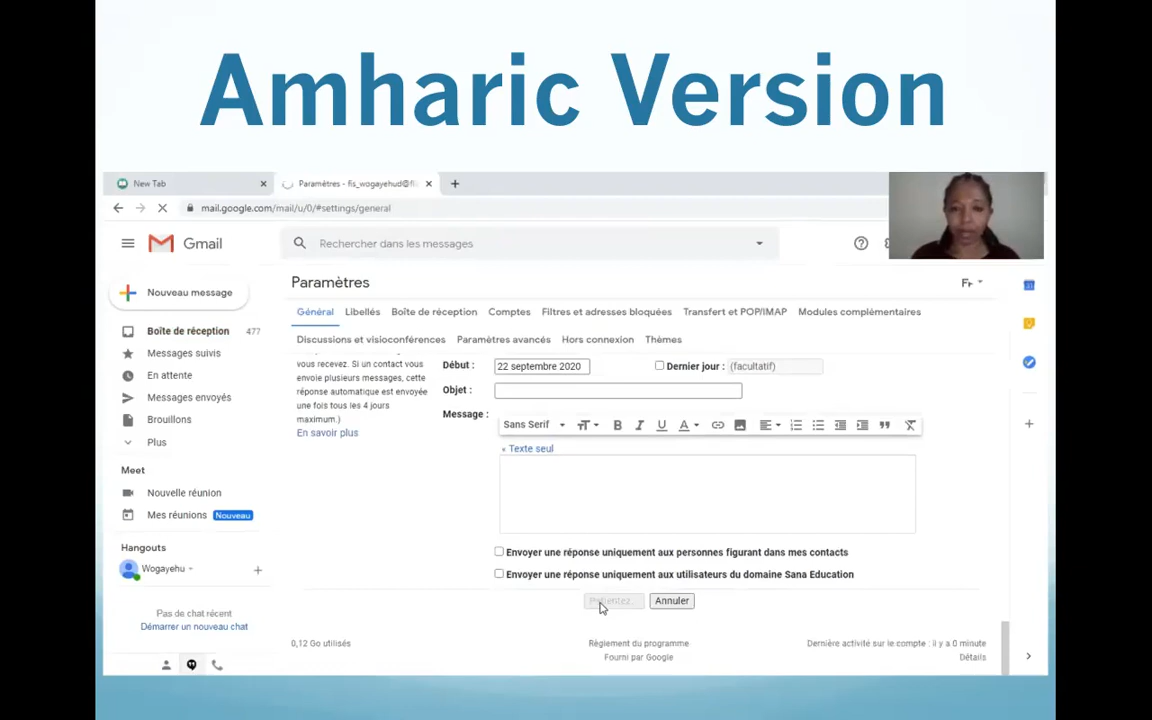 Amharic Version
New Tab
Paramètres - fis_wogayehud@fi
mail.google.com/mail/u/0/#settings/general
Gmail
Rechercher dans les messages
Nouveau message
Paramètres
Général Libellés Boîte de réception Comptes Filtres et adresses bloquées Transfert et POP/IMAP Modules complémentaires
Discussions et visioconférences Paramètres avancés Hors connexion Thèmes
Boîte de réception 477
Messages suivis
En attente
Messages envoyés
Brouillons
Plus
Meet
Nouvelle réunion
Mes réunions Nouveau
Hangouts
Wogayehu
Pas de chat récent
Démarrer un nouveau chat
vous recevez. Si un contact vous
envoie plusieurs messages, cette
réponse automatique est envoyée
une fois tous les 4 jours
maximum.)
En savoir plus
Début : 22 septembre 2020 Dernier jour : (facultatif)
Objet :
Message :
Sans Serif
« Texte seul
Envoyer une réponse uniquement aux personnes figurant dans mes contacts
Envoyer une réponse uniquement aux utilisateurs du domaine Sana Education
Annuler
0,12 Go utilisés
Règlement du programme
Fourni par Google
Dernière activité sur le compte : il y a 0 minute
Détails